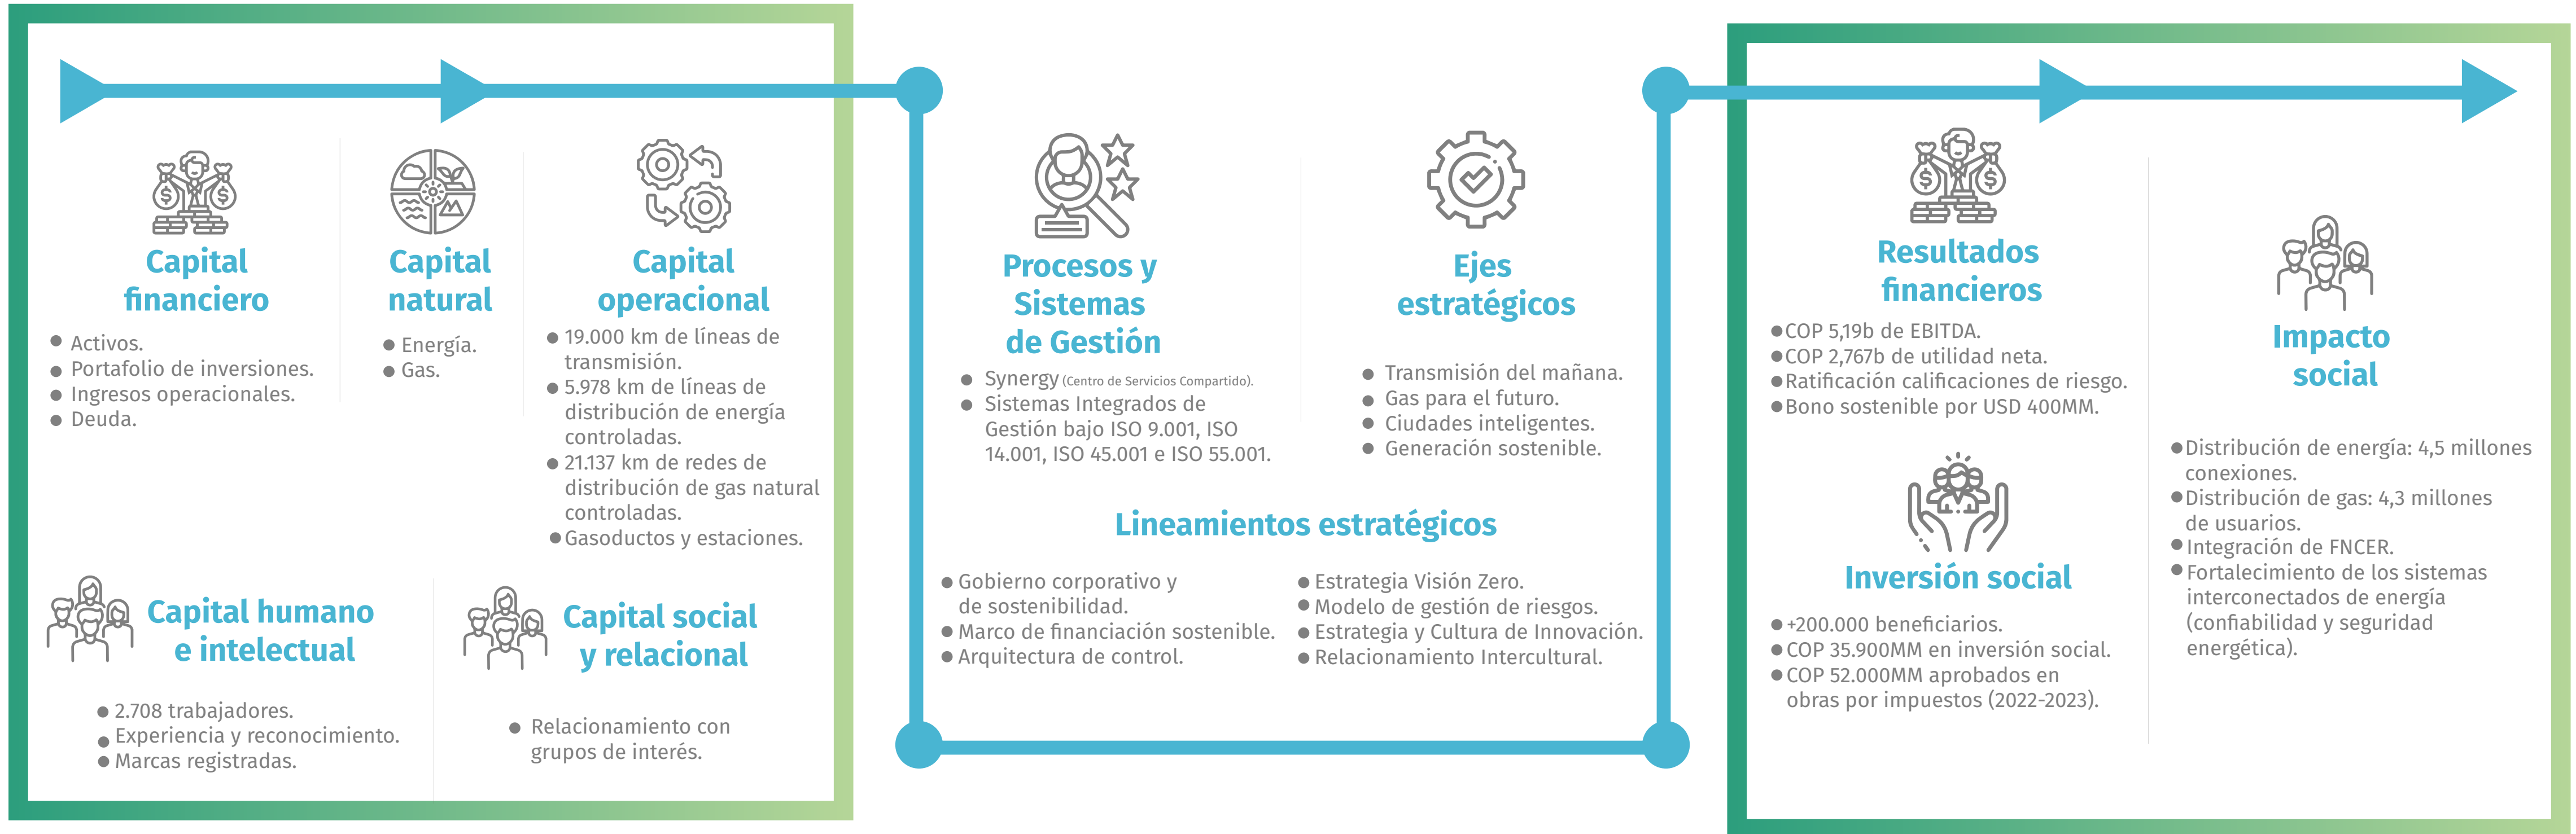 Capital
financiero
Activos.
Portafolio de inversiones.
Ingresos operacionales.
Deuda.
Capital
natural
Energía.
Gas.
Capital
operacional
19.000 km de líneas de
transmisión.
5.978 km de líneas de
distribución de energía
controladas.
21.137 km de redes de
distribución de gas natural
controladas.
Gasoductos y estaciones.
Capital humano
e intelectual
2.708 trabajadores.
Experiencia y reconocimiento.
Marcas registradas.
Capital social
y relacional
Relacionamiento con
grupos de interés.
Procesos y
Sistemas
de Gestión
Synergy (Centro de Servicios Compartido).
Sistemas Integrados de
Gestión bajo ISO 9.001, ISO
14.001, ISO 45.001 e ISO 55.001.
Ejes
estratégicos
Transmisión del mañana.
Gas para el futuro.
Ciudades inteligentes.
Generación sostenible.
Lineamientos estratégicos
Gobierno corporativo y
de sostenibilidad.
Marco de financiación sostenible.
Arquitectura de control.
Estrategia Visión Zero.
Modelo de gestión de riesgos.
Estrategia y Cultura de Innovación.
Relacionamiento Intercultural.
Resultados
financieros
COP 5,19b de EBITDA.
COP 2,767b de utilidad neta.
Ratificación calificaciones de riesgo.
Bono sostenible por USD 400MM.
Inversión social
+200.000 beneficiarios.
COP 35.900MM en inversión social.
COP 52.000MM aprobados en
obras por impuestos (2022-2023).
Impacto
social
Distribución de energía: 4,5 millones
conexiones.
Distribución de gas: 4,3 millones
de usuarios.
Integración de FNCER.
Fortalecimiento de los sistemas
interconectados de energía
(confiabilidad y seguridad
energética).